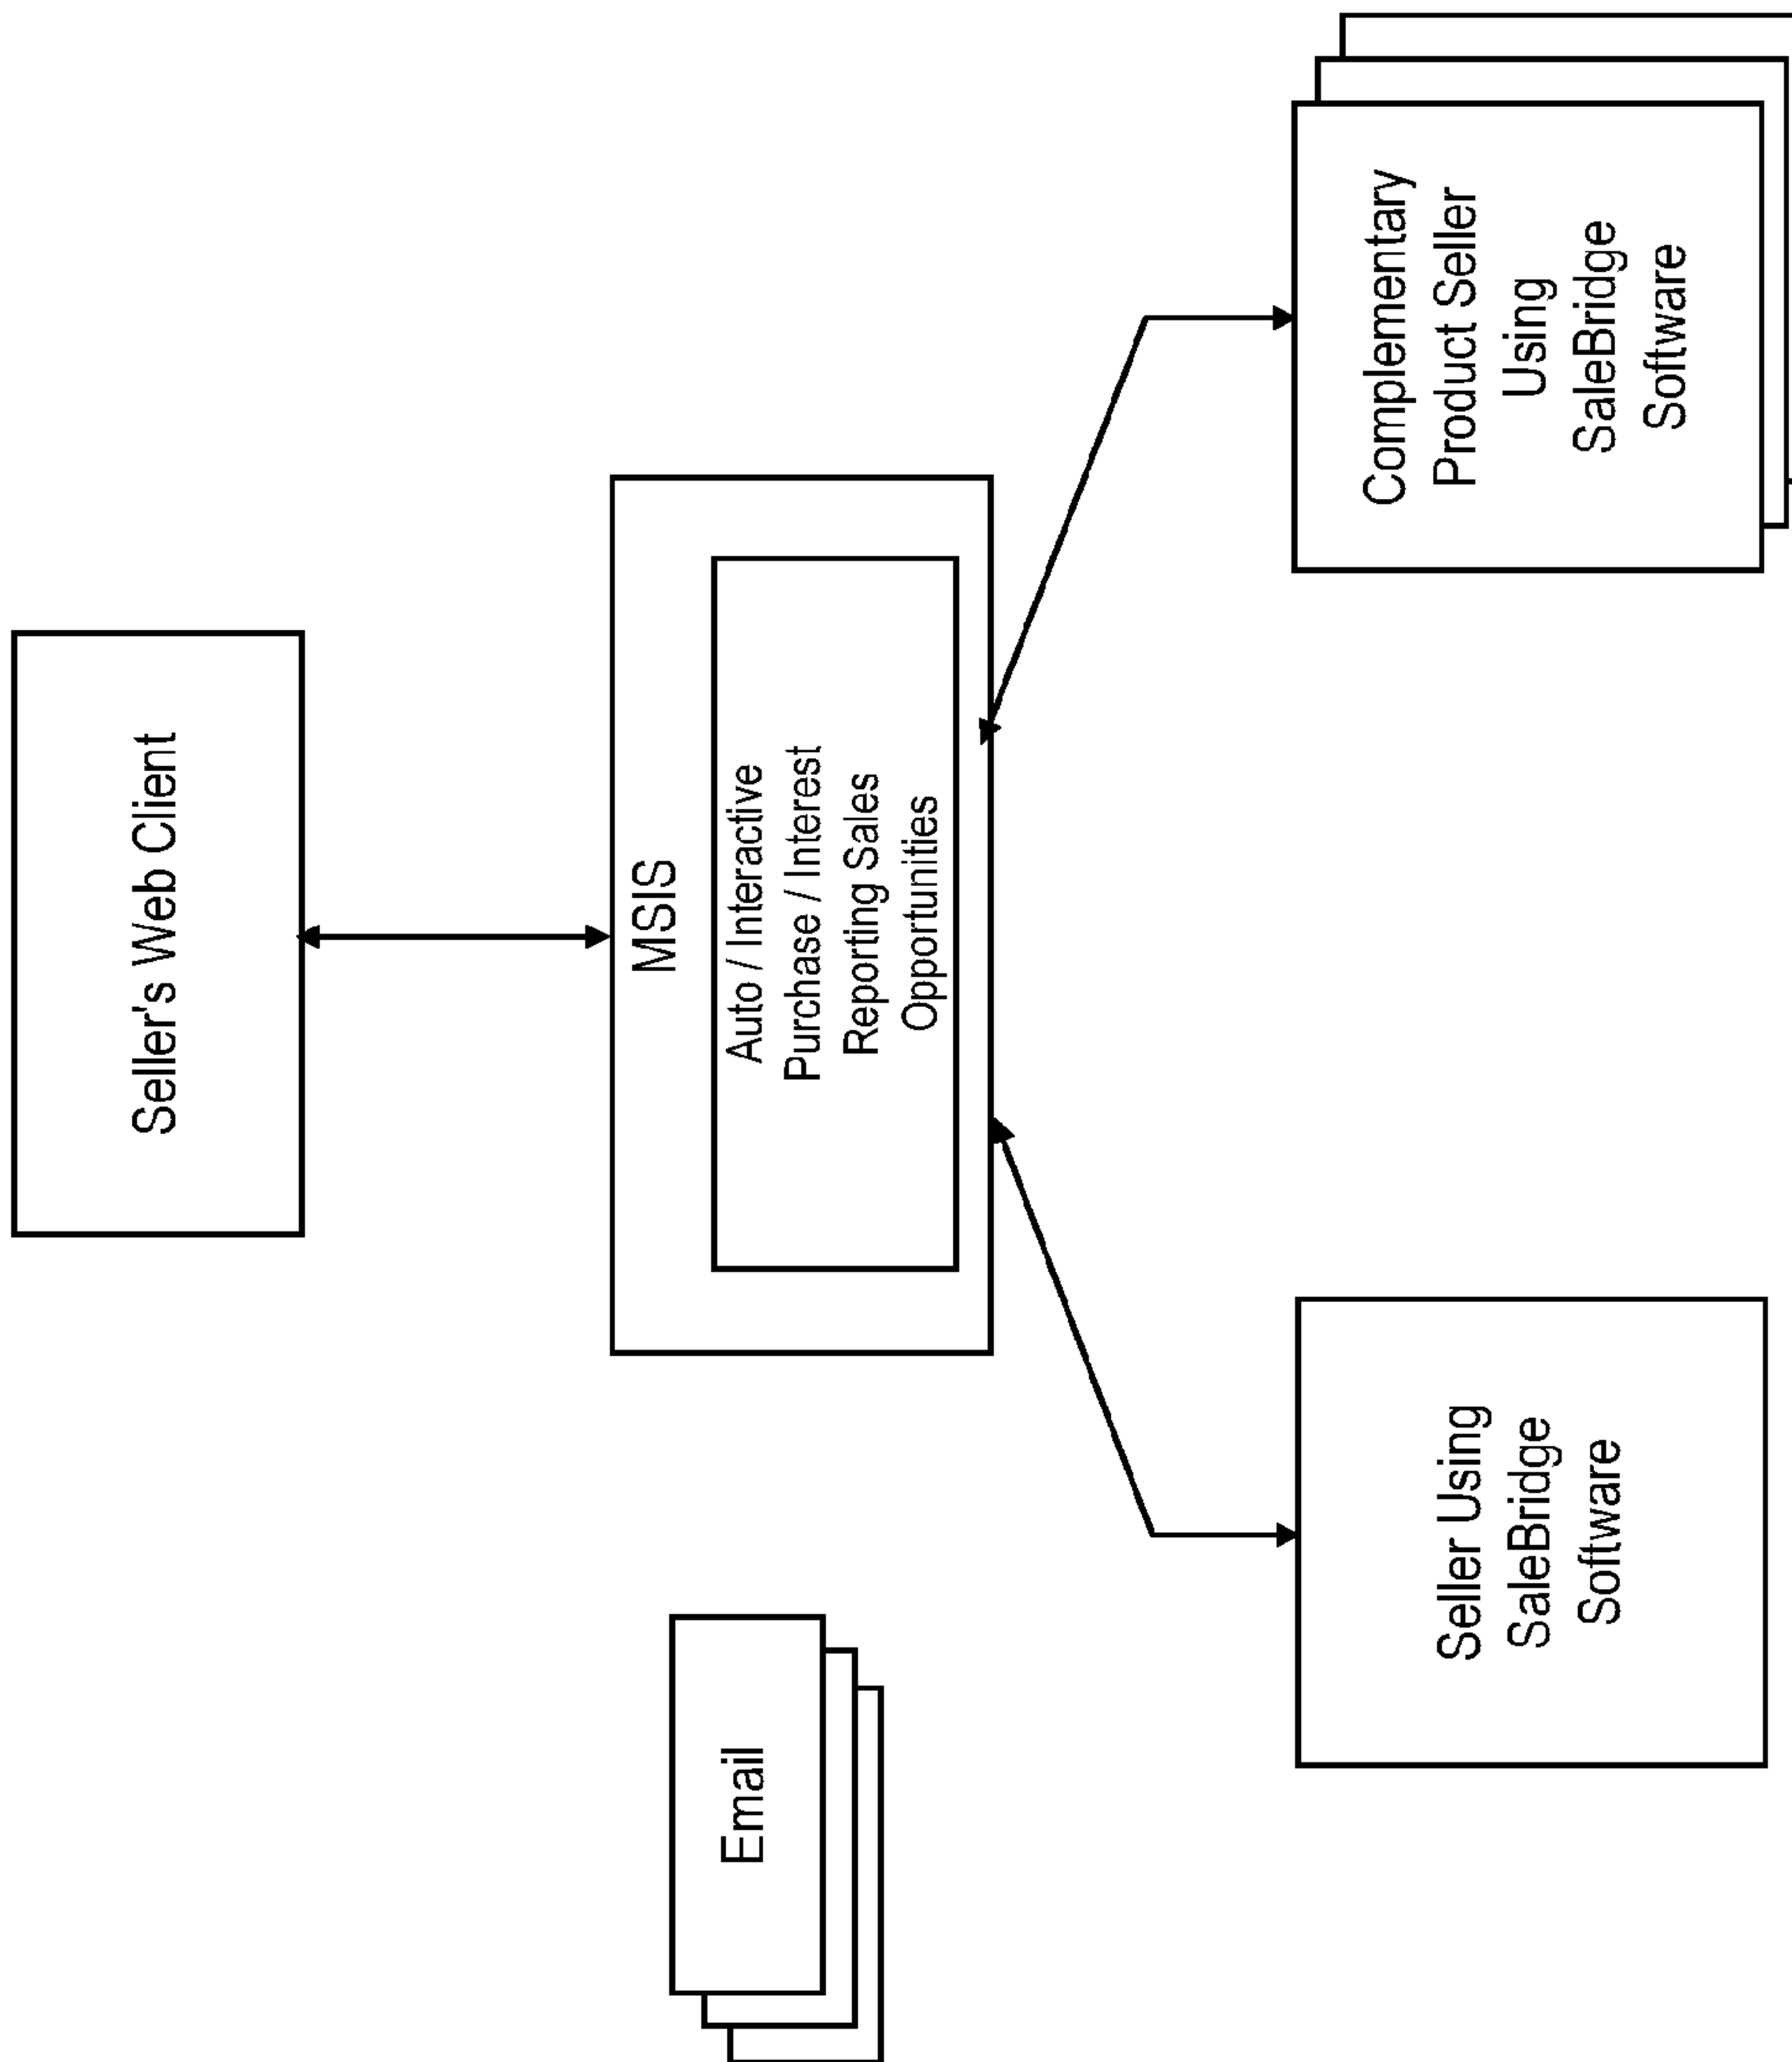 Seller's Web Client
MSIS
Auto / Interactive
Purchase / Interest
Reporting Sales
Opportunities
Email
Seller Using
SaleBridge
Software
Complementary
Product Seller
Using
SaleBridge
Software